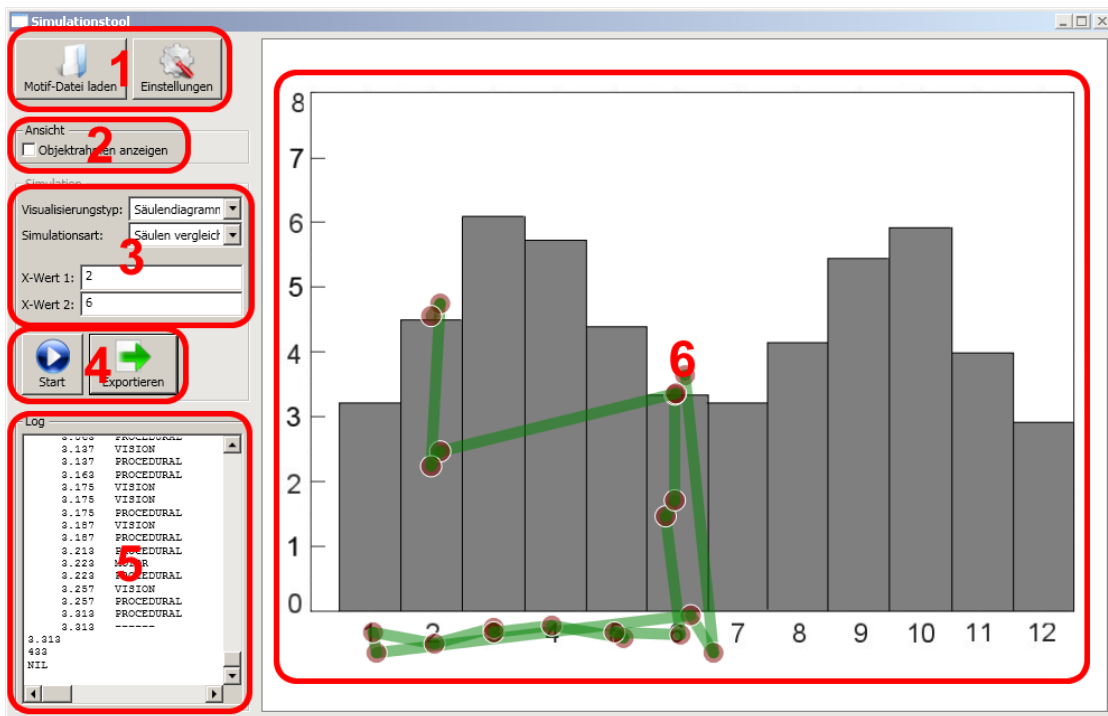 Simulationstool
1
Motif-Datei laden
Einstellungen
Ansicht
2
Objektrahmen anzeigen
Simulation
Visualisierungstyp: Säulendiagramm
Simulationsart: Säulen vergleich
3
X-Wert 1: 2
X-Wert 2: 6
4
Start
Exportieren
Log
3.063 PROCEDURAL
3.137 VISION
3.137 PROCEDURAL
3.163 PROCEDURAL
3.175 VISION
3.175 VISION
3.175 PROCEDURAL
3.187 VISION
3.187 PROCEDURAL
3.213 PROCEDURAL
3.223 MOTOR
3.223 PROCEDURAL
3.257 VISION
3.257 PROCEDURAL
3.313 PROCEDURAL
3.313 ------
3.313
433
NIL
5
8
7
6
5
4
3
2
1
0
6
1 2 3 4 5 6 7 8 9 10 11 12